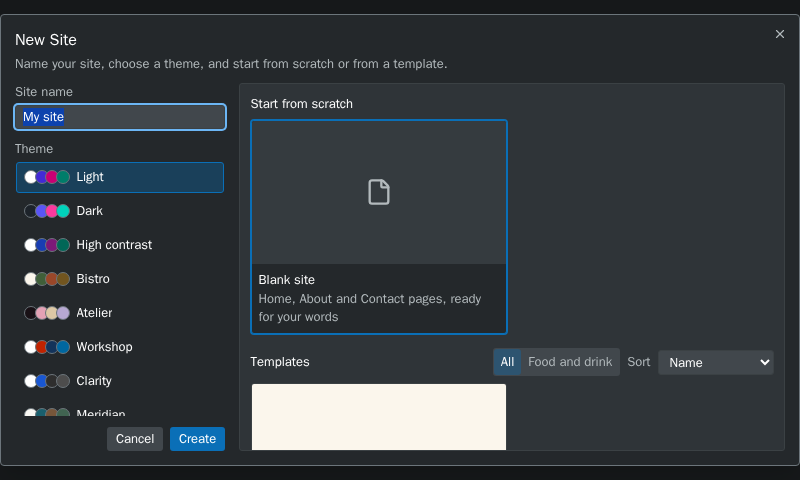 New Site
Name your site, choose a theme, and start from scratch or from a template.
Site name
My site
Theme
Light
Dark
High contrast
Bistro
Atelier
Workshop
Clarity
Meridian
Cancel
Create
Start from scratch
Blank site
Home, About and Contact pages, ready
for your words
Templates
All
Food and drink
Sort
Name